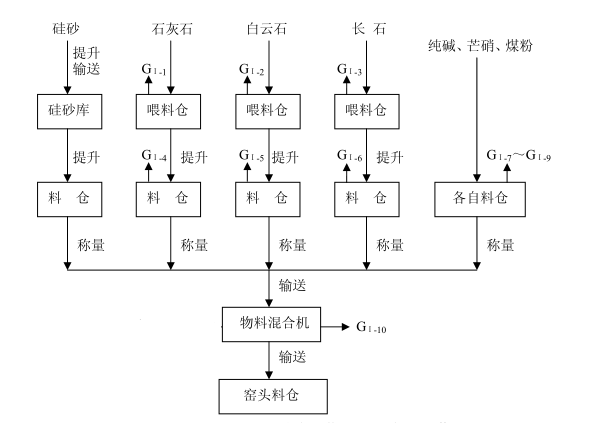 硅砂 石灰石 白云石 长 石
纯碱、芒硝、煤粉
提升
输送
G1-1 G1-2 G1-3
硅砂库 喂料仓 喂料仓 喂料仓
提升 G1-4 提升 G1-5 提升 G1-6 提升 G1-7～G1-9
料 仓 料 仓 料 仓 料 仓 各自料仓
称量 称量 称量 称量 称量
输送
物料混合机 G1-10
输送
窑头料仓